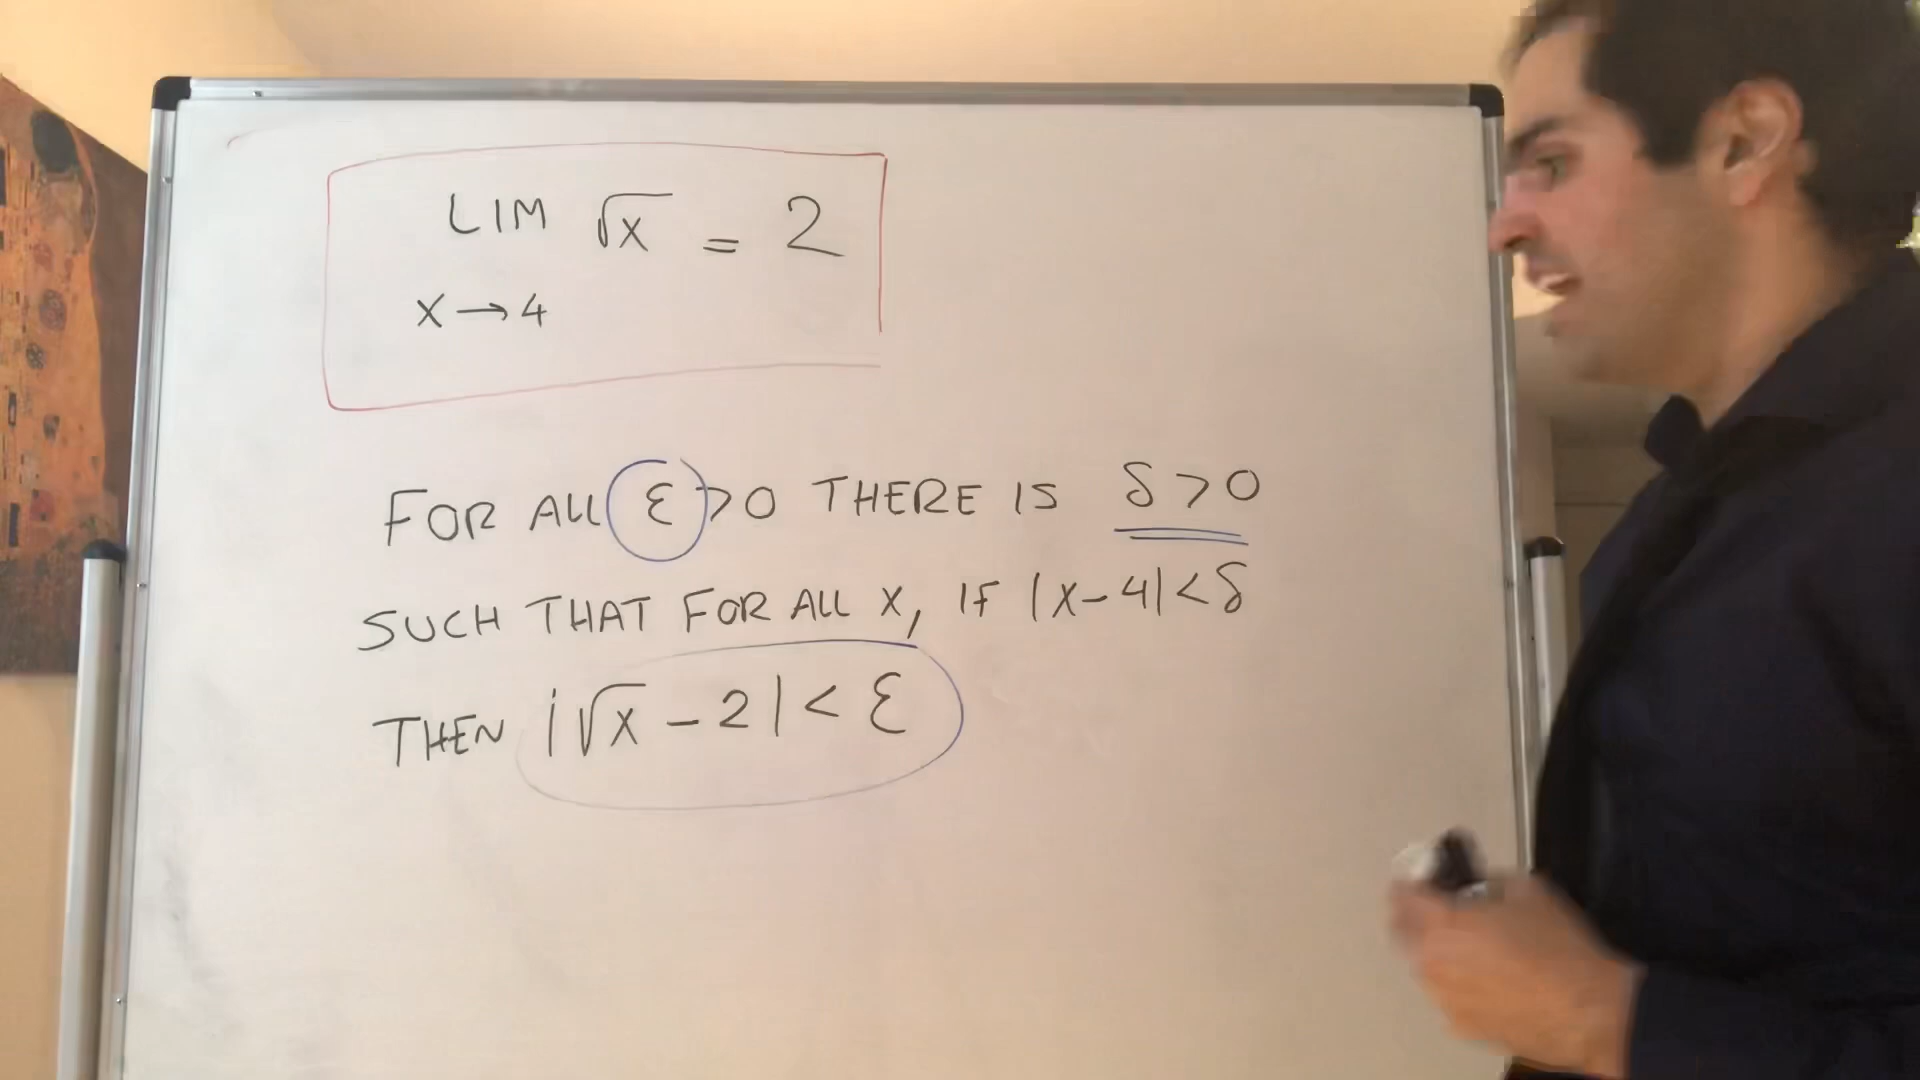 LIM √x = 2
x→4
FOR ALL ε>0 THERE IS δ>0
SUCH THAT FOR ALL X, IF |X-4|<δ
THEN |√x - 2| < ε